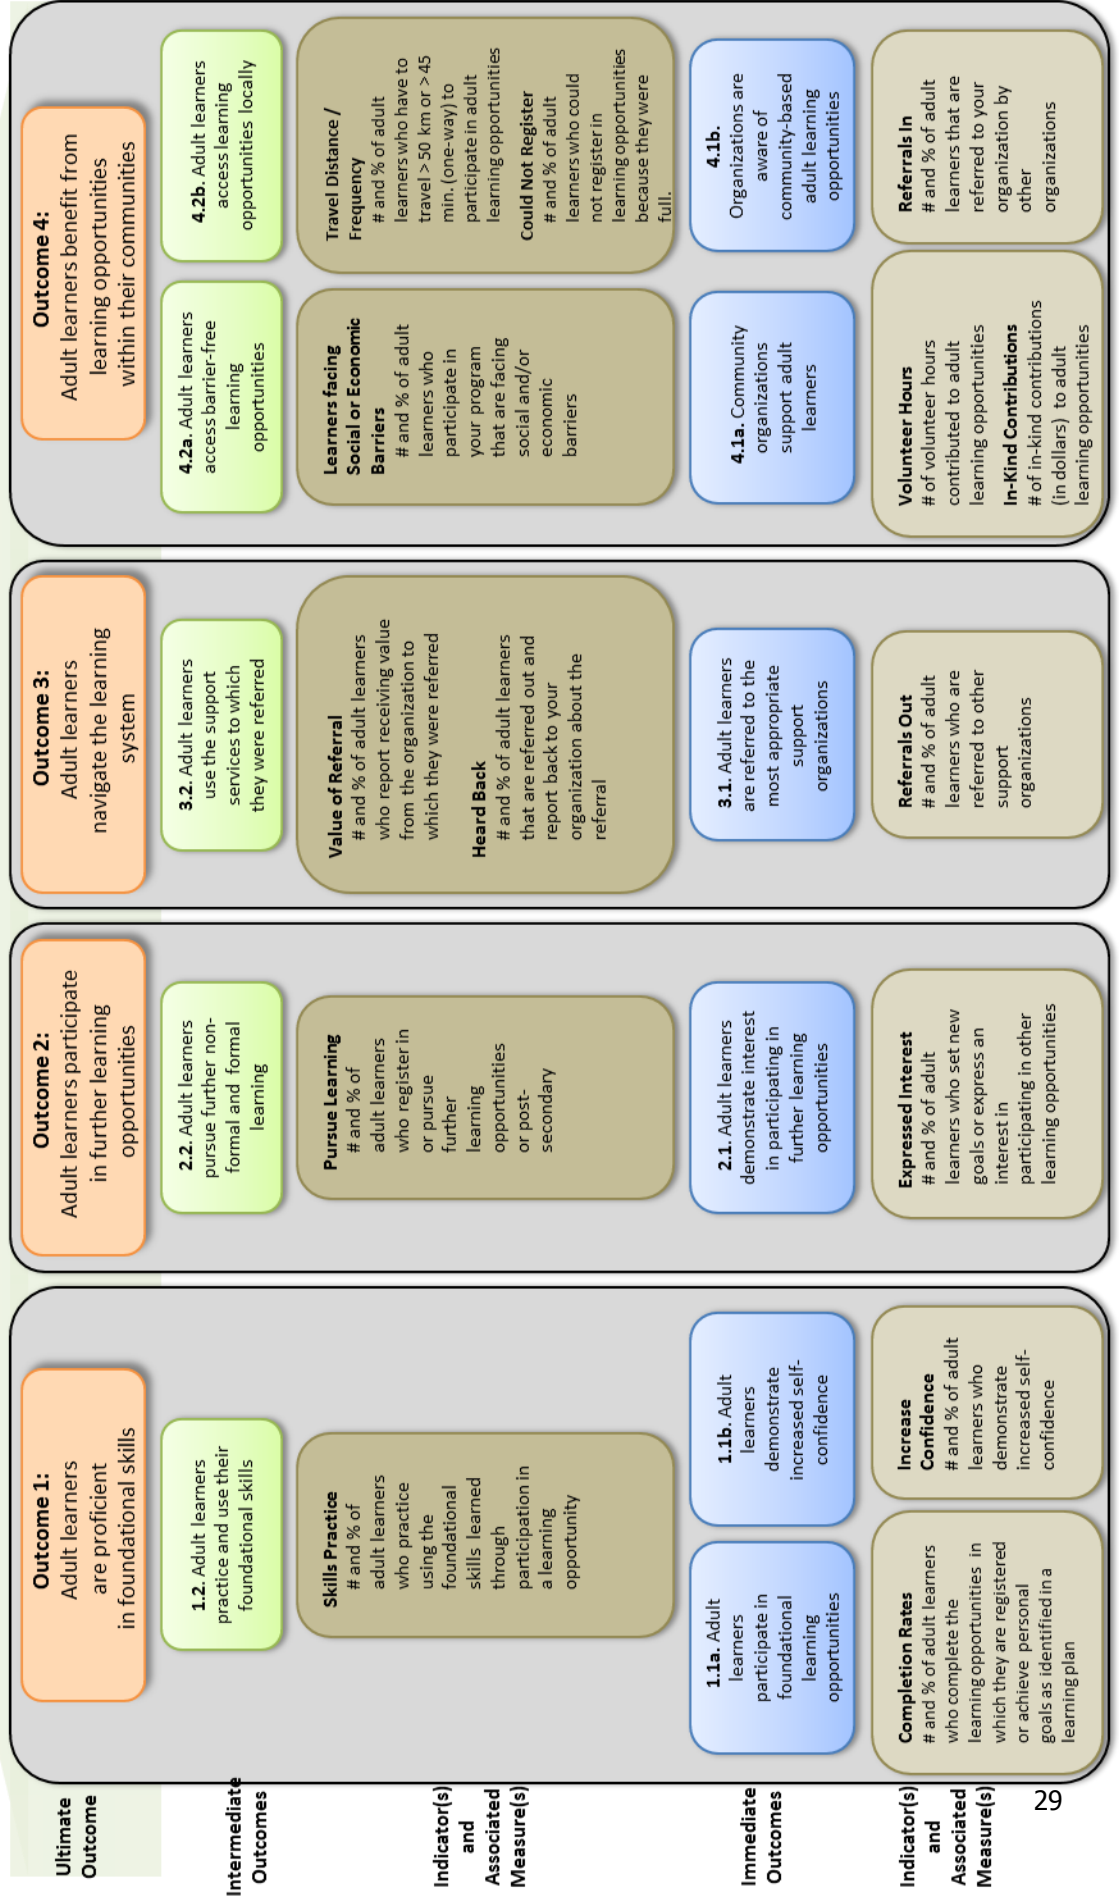 Ultimate
Outcome
Outcome 1:
Adult learners
are proficient
in foundational skills
Outcome 2:
Adult learners participate
in further learning
opportunities
Outcome 3:
Adult learners
navigate the learning
system
Outcome 4:
Adult learners benefit from
learning opportunities
within their communities
Intermediate
Outcomes
1.2. Adult learners
practice and use their
foundational skills
2.2. Adult learners
pursue further non-
formal and formal
learning
3.2. Adult learners
use the support
services to which
they were referred
4.2a. Adult learners
access barrier-free
learning
opportunities
4.2b. Adult learners
access learning
opportunities locally
Indicator(s)
and
Associated
Measure(s)
Skills Practice
# and % of
adult learners
who practice
using the
foundational
skills learned
through
participation in
a learning
opportunity
Pursue Learning
# and % of
adult learners
who register in
or pursue
further
learning
opportunities
or post-
secondary
Value of Referral
# and % of adult learners
who report receiving value
from the organization to
which they were referred
Heard Back
# and % of adult learners
that are referred out and
report back to your
organization about the
referral
Learners facing
Social or Economic
Barriers
# and % of adult
learners who
participate in
your program
that are facing
social and/or
economic
barriers
Travel Distance /
Frequency
# and % of adult
learners who have to
travel > 50 km or > 45
min. (one-way) to
participate in adult
learning opportunities
Could Not Register
# and % of adult
learners who could
not register in
learning opportunities
because they were
full.
Immediate
Outcomes
1.1a. Adult
learners
participate in
foundational
learning
opportunities
1.1b. Adult
learners
demonstrate
increased self-
confidence
2.1. Adult learners
demonstrate interest
in participating in
further learning
opportunities
3.1. Adult learners
are referred to the
most appropriate
support
organizations
4.1a. Community
organizations
support adult
learners
4.1b.
Organizations are
aware of
community-based
adult learning
opportunities
Indicator(s)
and
Associated
Measure(s)
Completion Rates
# and % of adult learners
who complete the
learning opportunities in
which they are registered
or achieve personal
goals as identified in a
learning plan
Increase
Confidence
# and % of adult
learners who
demonstrate
increased self-
confidence
Expressed Interest
# and % of adult
learners who set new
goals or express an
interest in
participating in other
learning opportunities
Referrals Out
# and % of adult
learners who are
referred to other
support
organizations
Volunteer Hours
# of volunteer hours
contributed to adult
learning opportunities
In-Kind Contributions
# of in-kind contributions
(in dollars) to adult
learning opportunities
Referrals In
# and % of adult
learners that are
referred to your
organization by
other
organizations
29